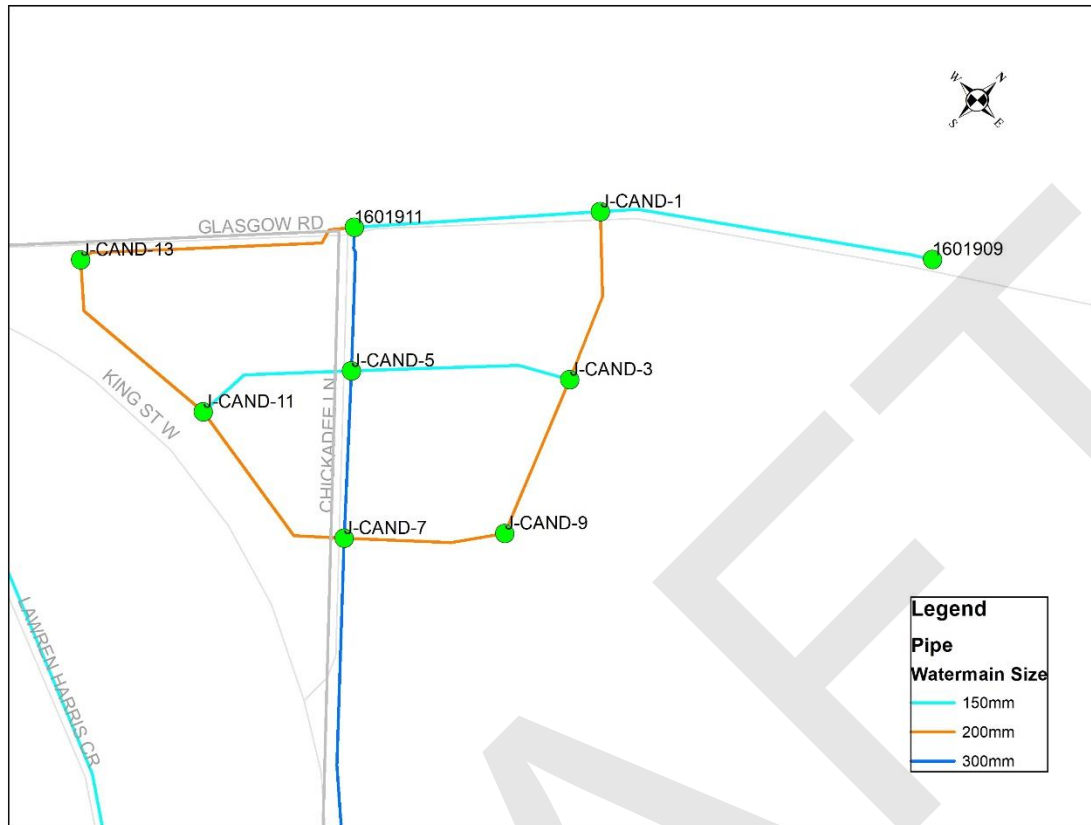 W
N
S
E
J-CAND-1
1601911
GLASGOW RD
J-CAND-13
1601909
J-CAND-5
J-CAND-3
J-CAND-11
KING ST W
CHICKADEE LN
J-CAND-9
J-CAND-7
LAWREN HARRIS CR
Legend
Pipe
Watermain Size
150mm
200mm
300mm
AFT